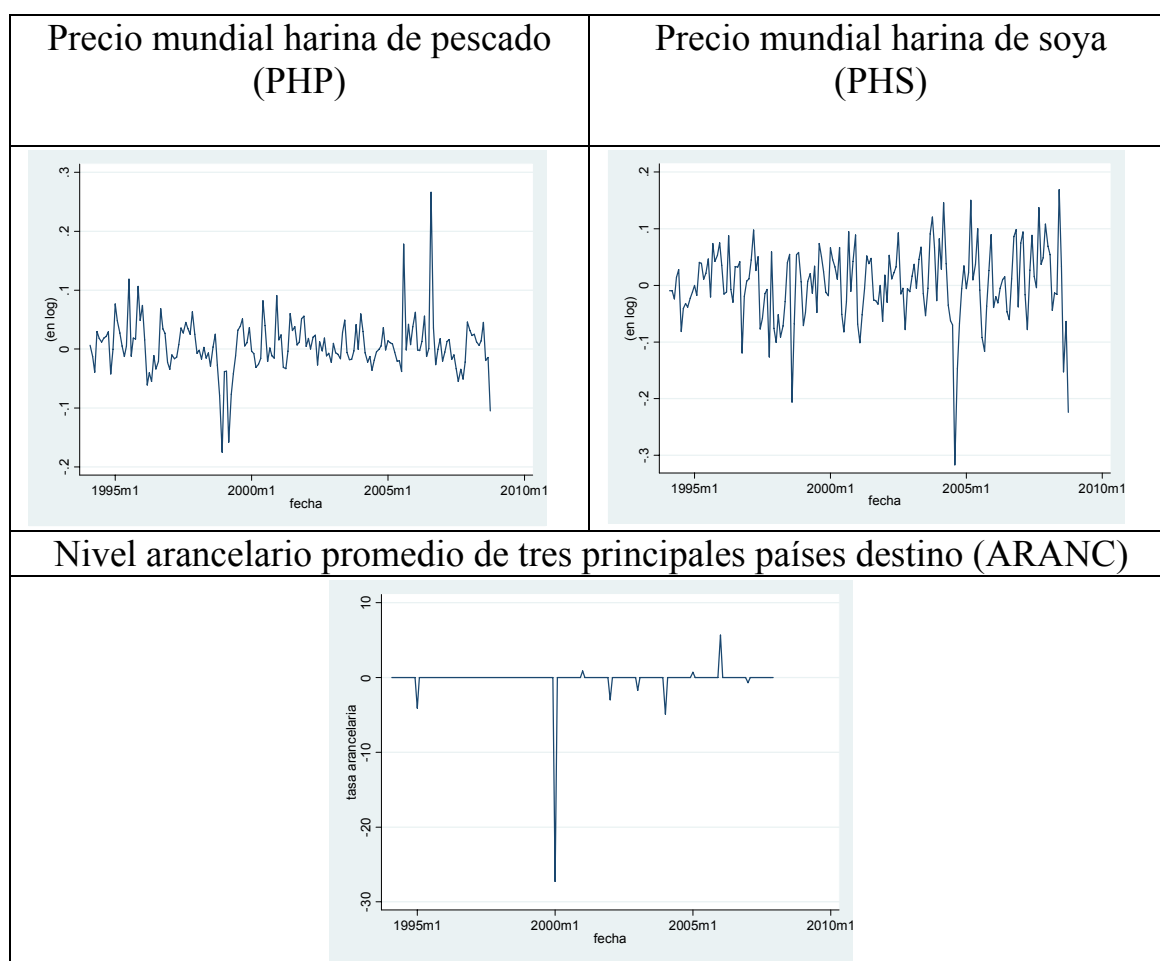 Precio mundial harina de pescado
(PHP)
Precio mundial harina de soya
(PHS)
(en log)
.3
.2
.1
0
-.1
-.2
1995m1 2000m1 2005m1 2010m1
fecha
(en log)
.2
.1
0
-.1
-.2
-.3
1995m1 2000m1 2005m1 2010m1
fecha
Nivel arancelario promedio de tres principales países destino (ARANC)
tasa arancelaria
10
0
-10
-20
-30
1995m1 2000m1 2005m1 2010m1
fecha